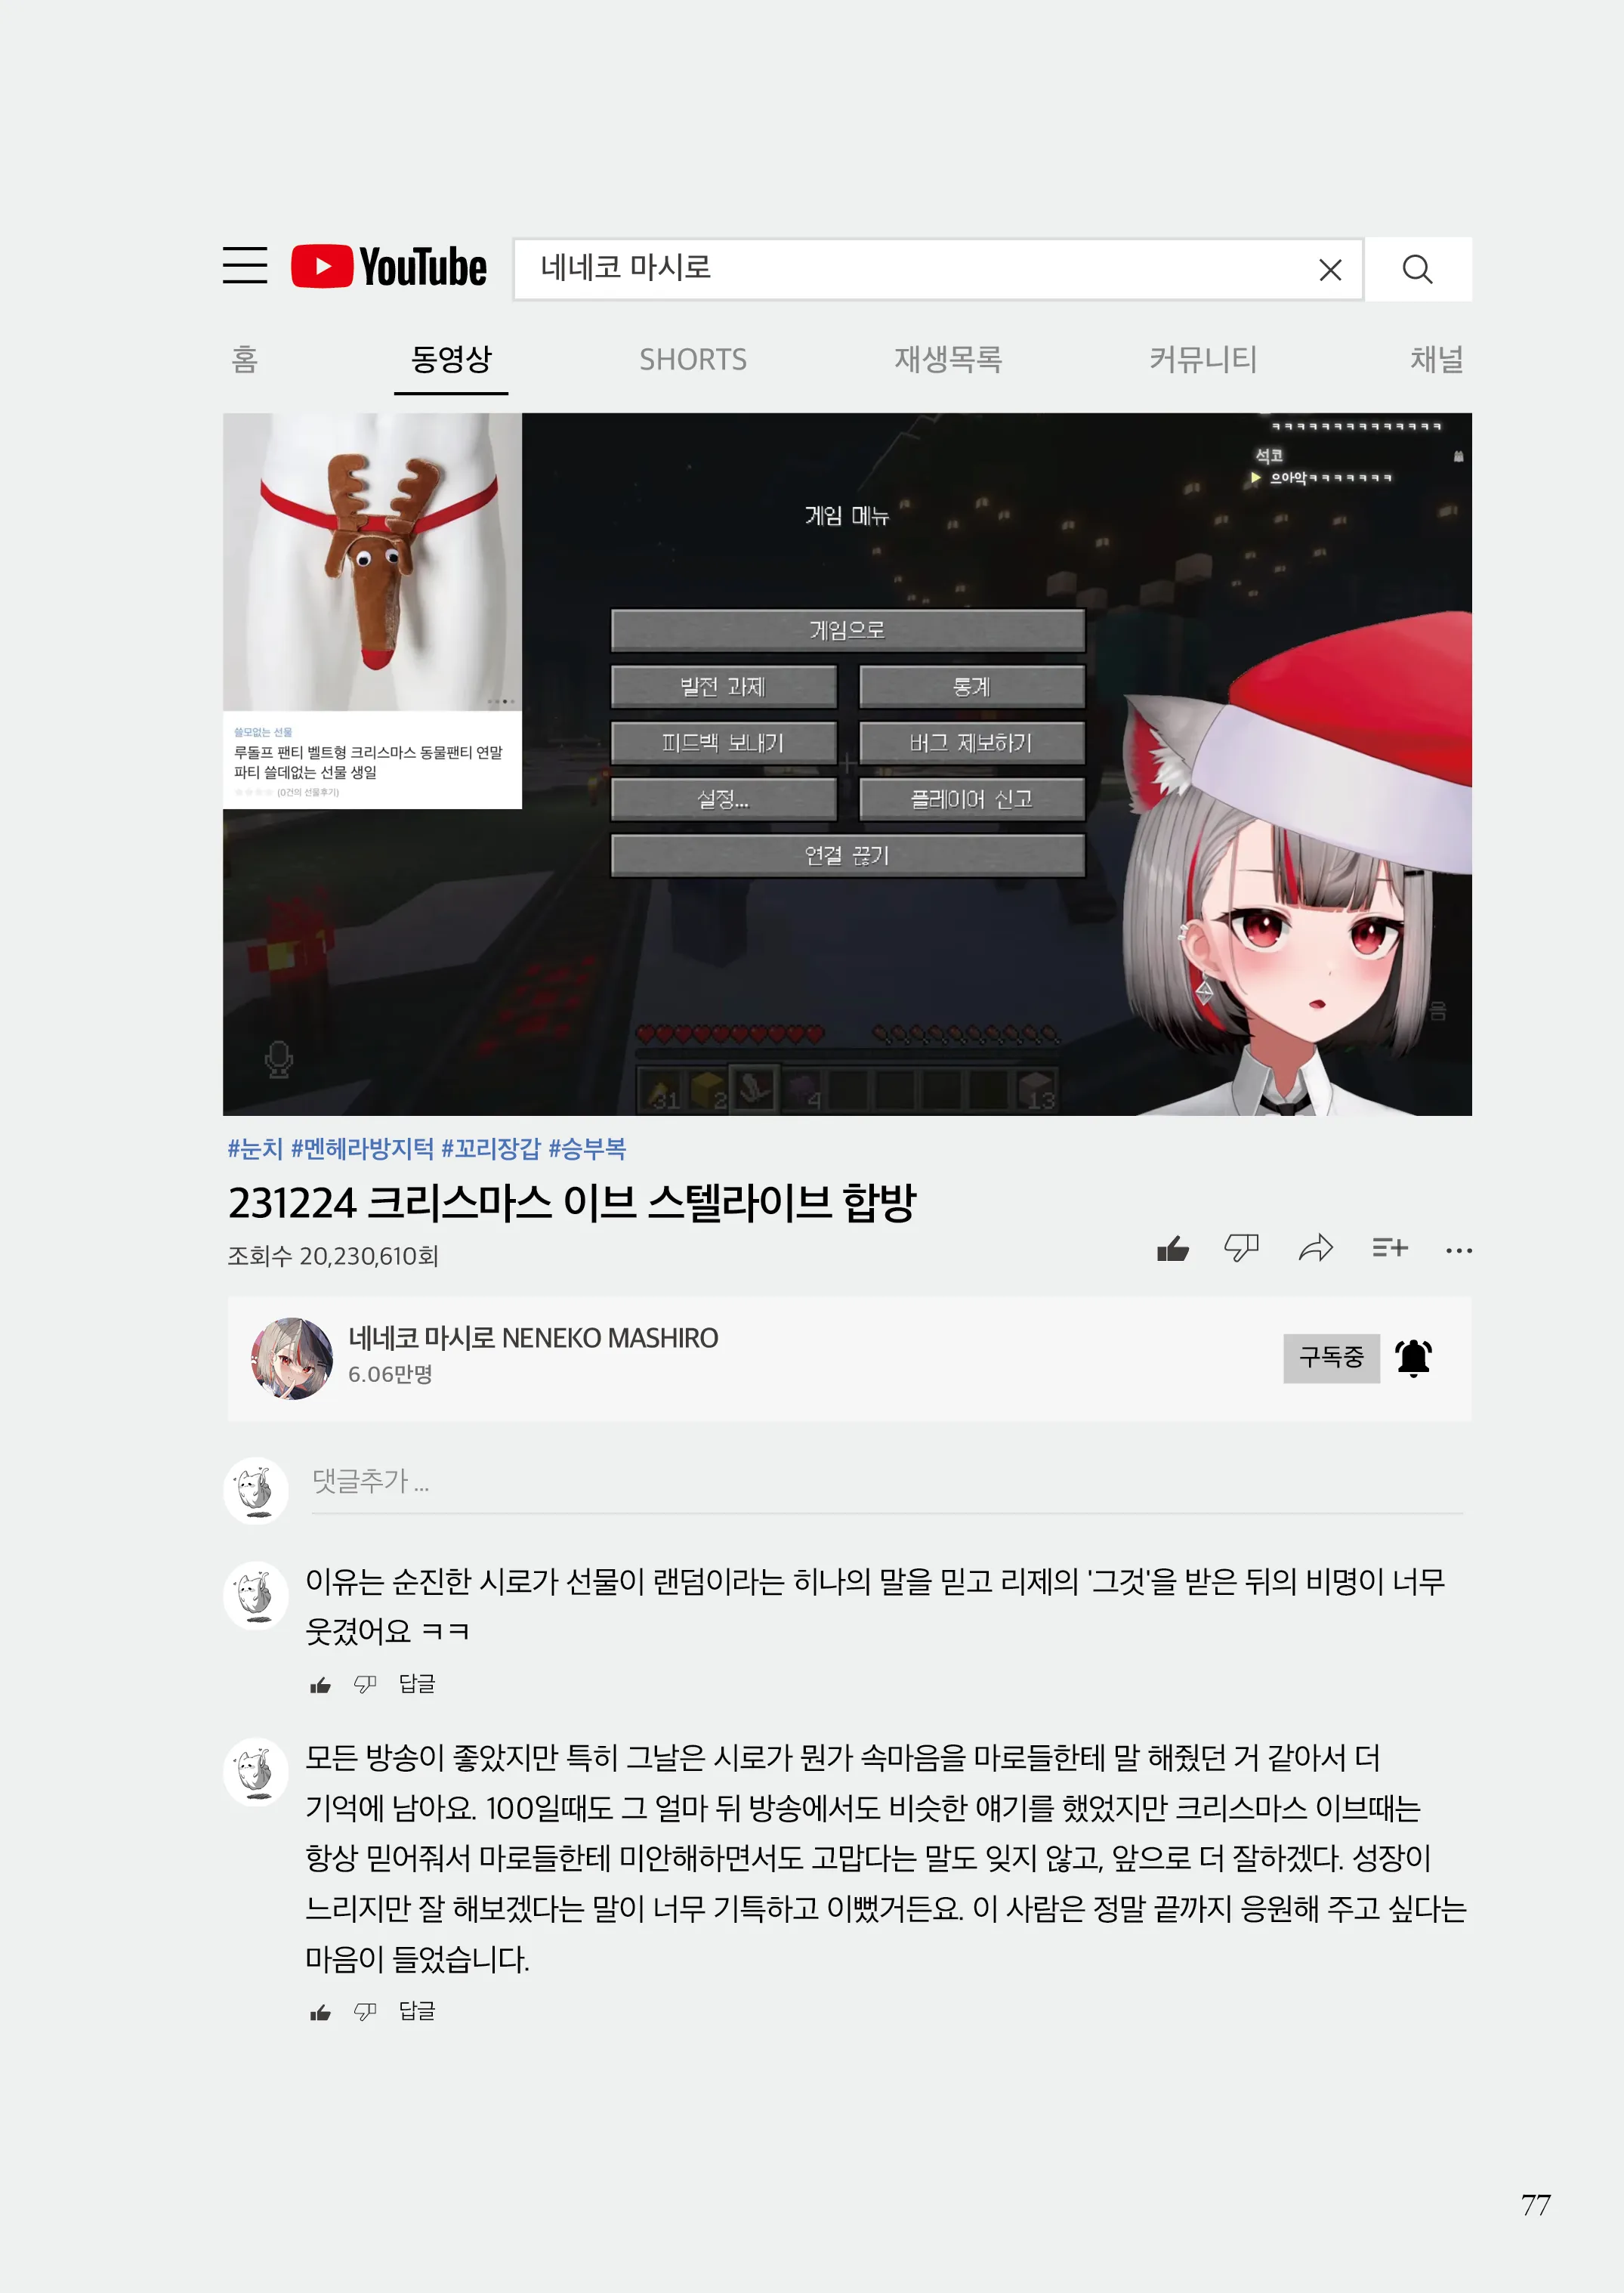 YouTube
네네코 마시로
홈 동영상 SHORTS 재생목록 커뮤니티 채널
ㅋㅋㅋㅋㅋㅋㅋㅋㅋㅋㅋㅋㅋㅋ
석코
으아악ㅋㅋㅋㅋㅋㅋㅋ
쓸모없는 선물
루돌프 팬티 벨트형 크리스마스 동물팬티 연말
파티 쓸데없는 선물 생일
(0건의 선물후기)
게임 메뉴
게임으로
발전 과제 통계
피드백 보내기 버그 제보하기
설정... 플레이어 신고
연결 끊기
31 2 4 13
#눈치 #멘헤라방지턱 #꼬리장갑 #승부복
231224 크리스마스 이브 스텔라이브 합방
조회수 20,230,610회
네네코 마시로 NENEKO MASHIRO
6.06만명
구독중
댓글추가 ...
이유는 순진한 시로가 선물이 랜덤이라는 히나의 말을 믿고 리제의 '그것'을 받은 뒤의 비명이 너무
웃겼어요 ㅋㅋ
답글
모든 방송이 좋았지만 특히 그날은 시로가 뭔가 속마음을 마로들한테 말 해줬던 거 같아서 더
기억에 남아요. 100일때도 그 얼마 뒤 방송에서도 비슷한 얘기를 했었지만 크리스마스 이브때는
항상 믿어줘서 마로들한테 미안해하면서도 고맙다는 말도 잊지 않고, 앞으로 더 잘하겠다. 성장이
느리지만 잘 해보겠다는 말이 너무 기특하고 이뻤거든요. 이 사람은 정말 끝까지 응원해 주고 싶다는
마음이 들었습니다.
답글
77